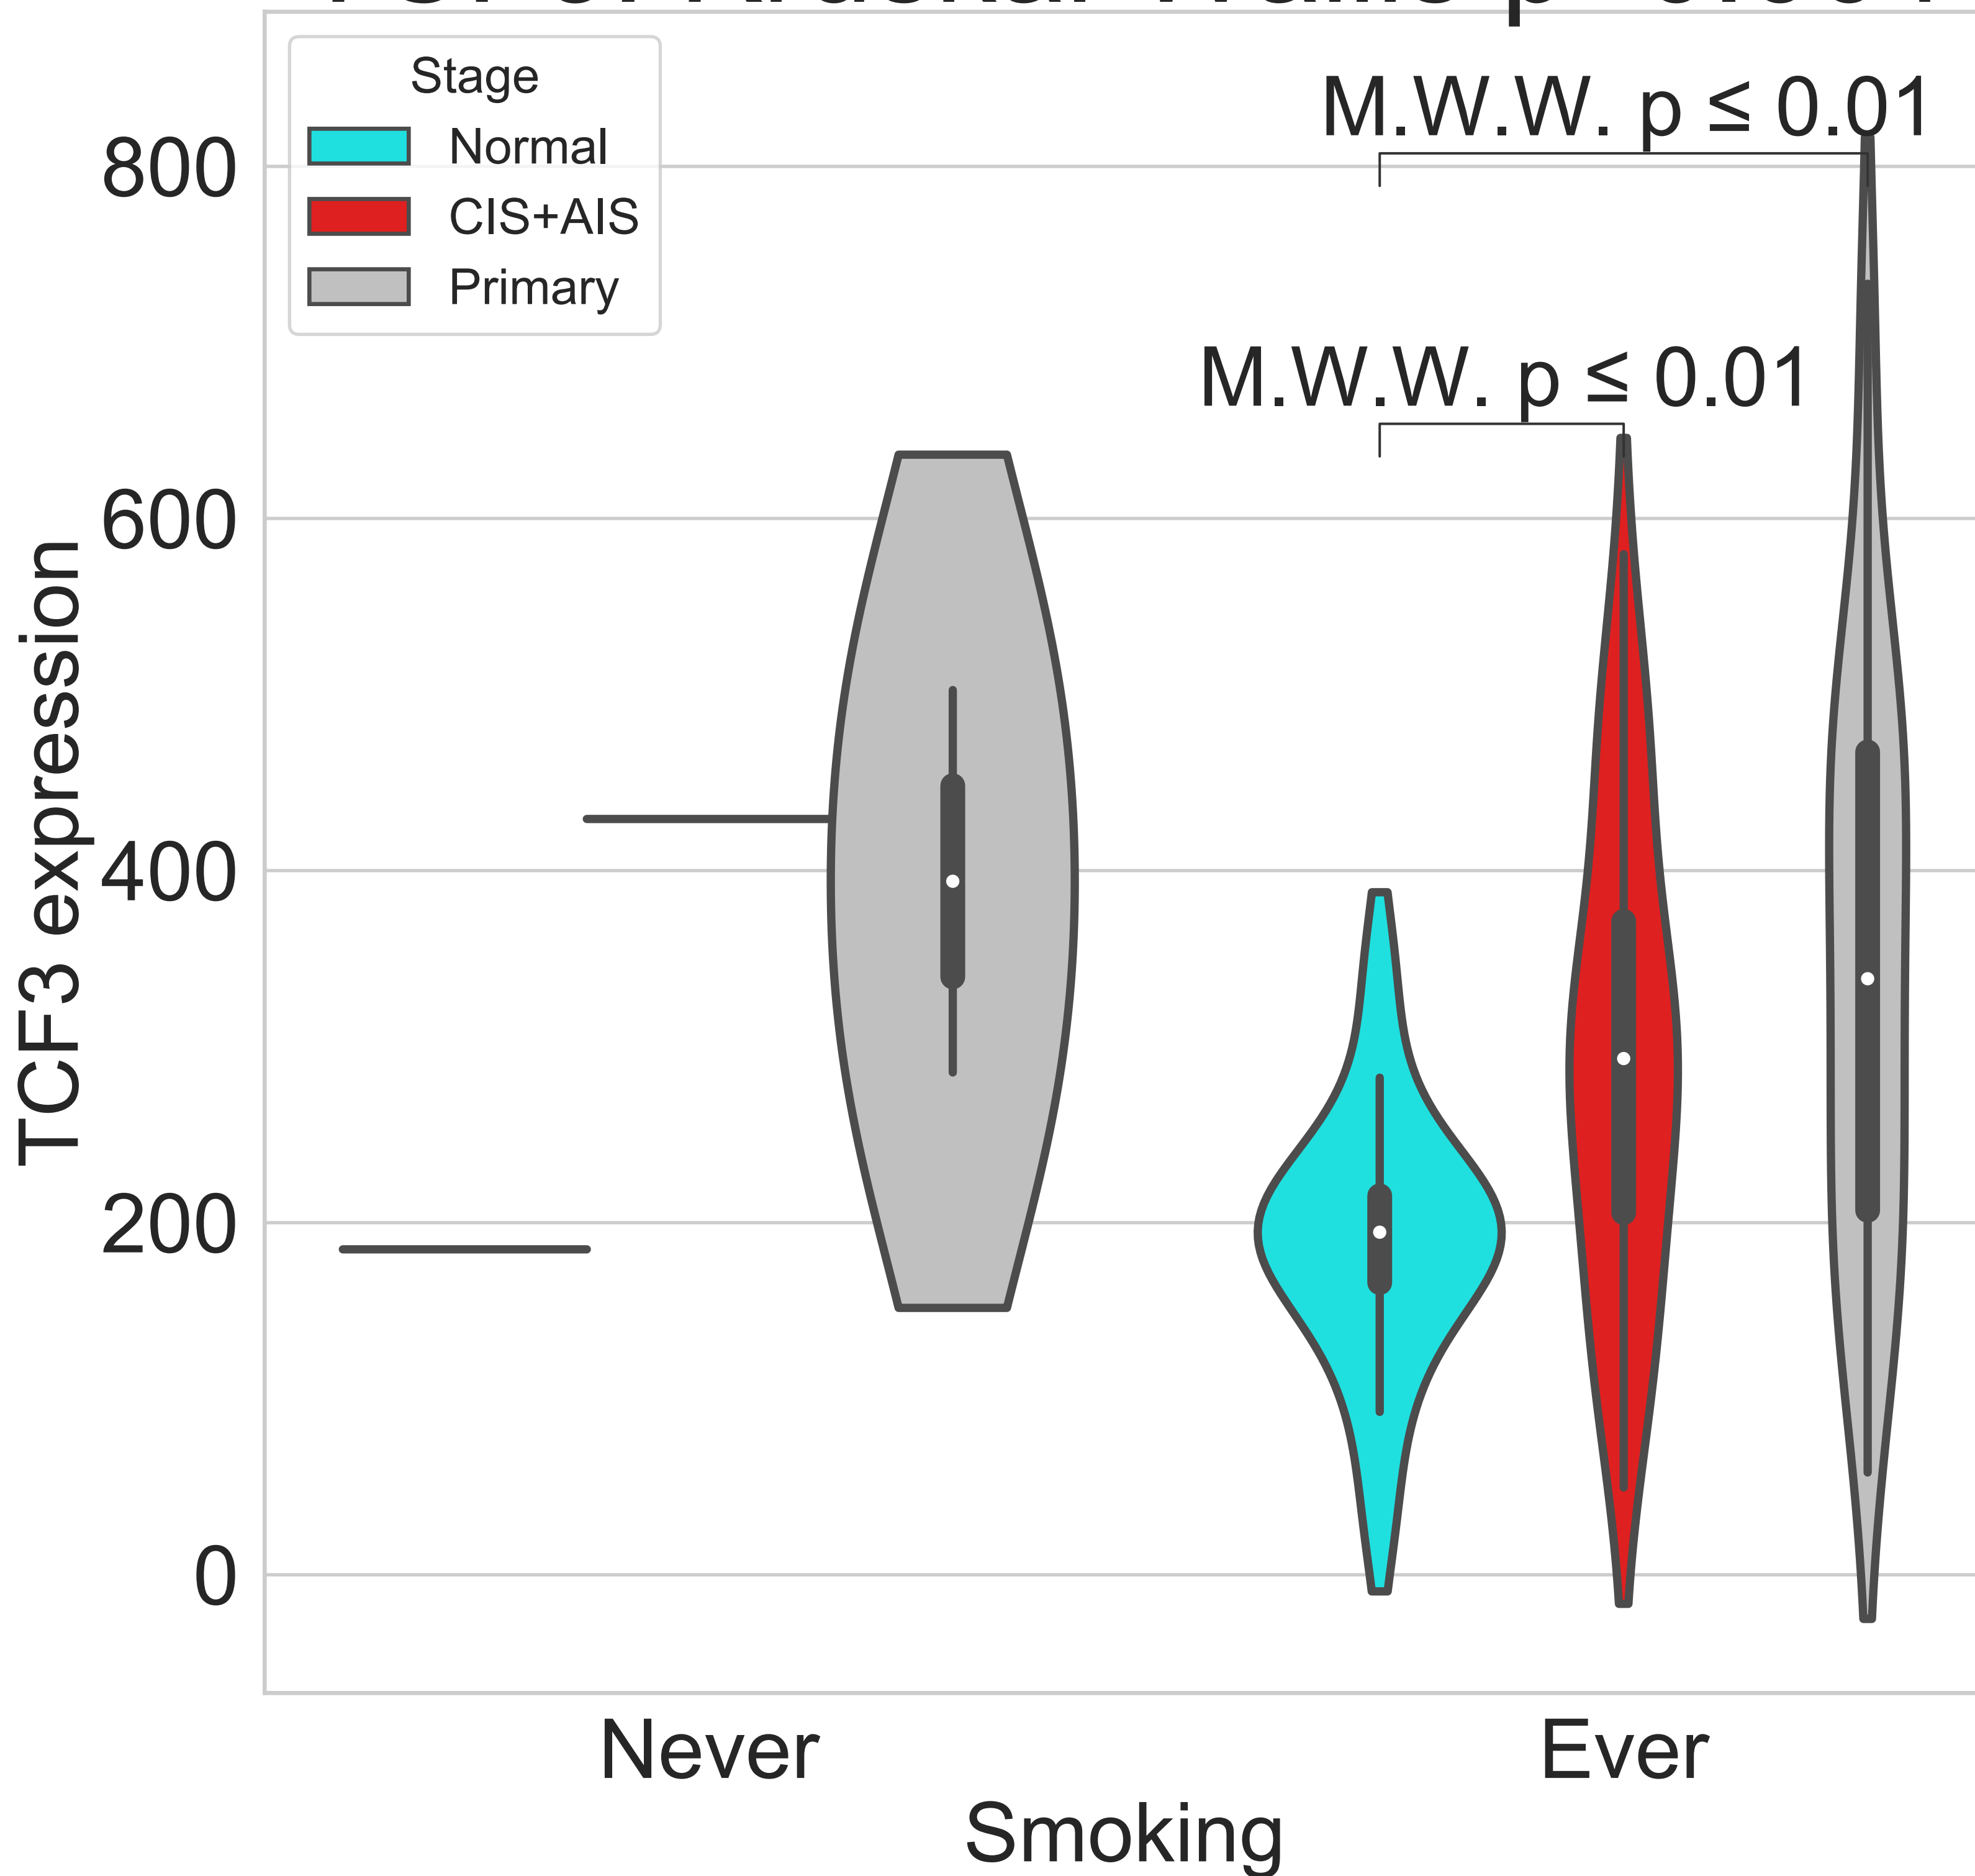 Stage
Normal
CIS+AIS
Primary
M.W.W. p ≤ 0.01
M.W.W. p ≤ 0.01
800
600
400
200
0
TCF3 expression
Never
Ever
Smoking